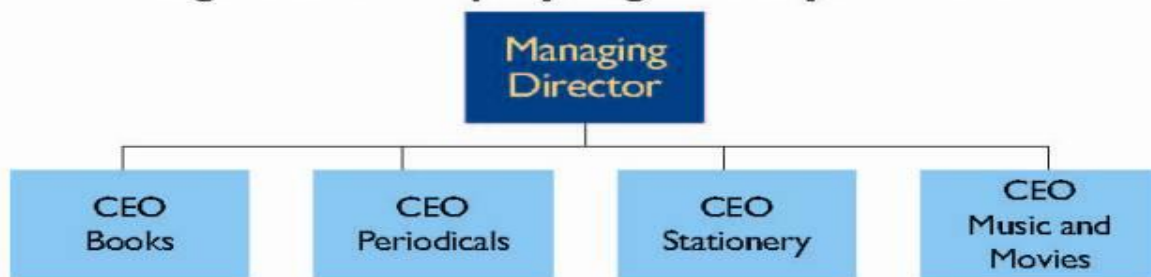 Managing
Director
CEO
Books
CEO
Periodicals
CEO
Stationery
CEO
Music and
Movies